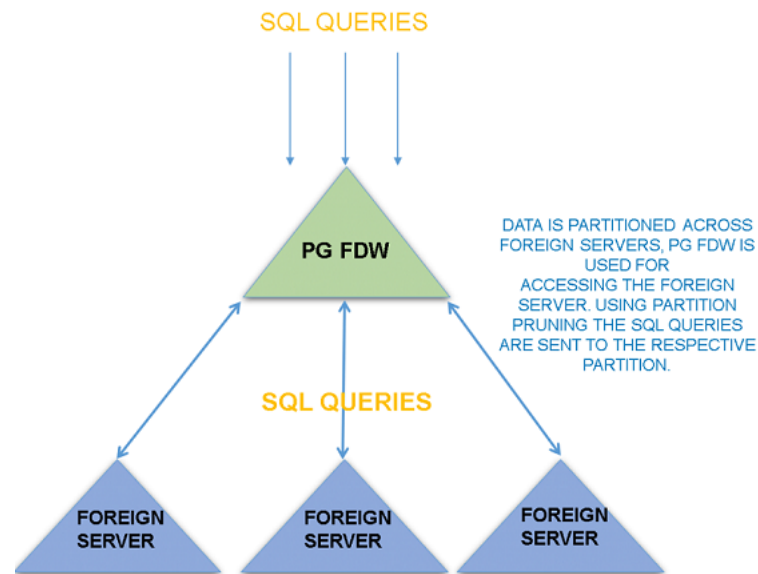 SQL QUERIES
PG FDW
DATA IS PARTITIONED ACROSS
FOREIGN SERVERS, PG FDW IS
USED FOR
ACCESSING THE FOREIGN
SERVER. USING PARTITION
PRUNING THE SQL QUERIES
ARE SENT TO THE RESPECTIVE
PARTITION.
SQL QUERIES
FOREIGN
SERVER
FOREIGN
SERVER
FOREIGN
SERVER